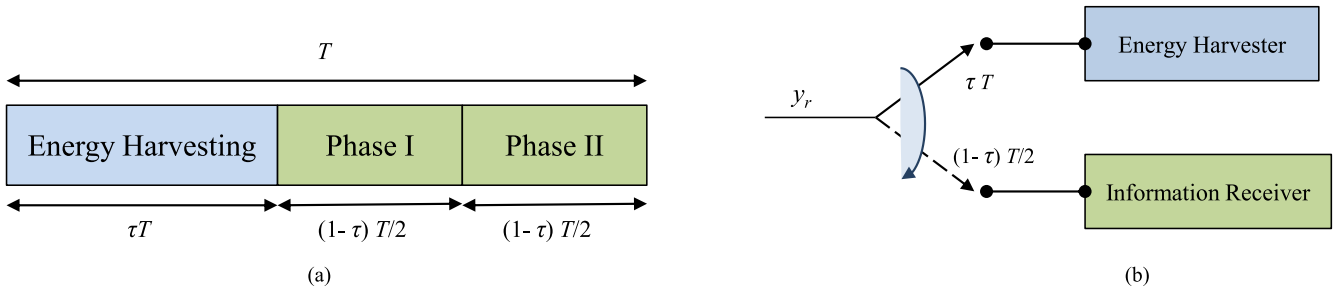 T
Energy Harvesting Phase I Phase II
τT (1- τ) T/2 (1- τ) T/2
(a)
Energy Harvester
y_r
τ T
(1- τ) T/2
Information Receiver
(b)